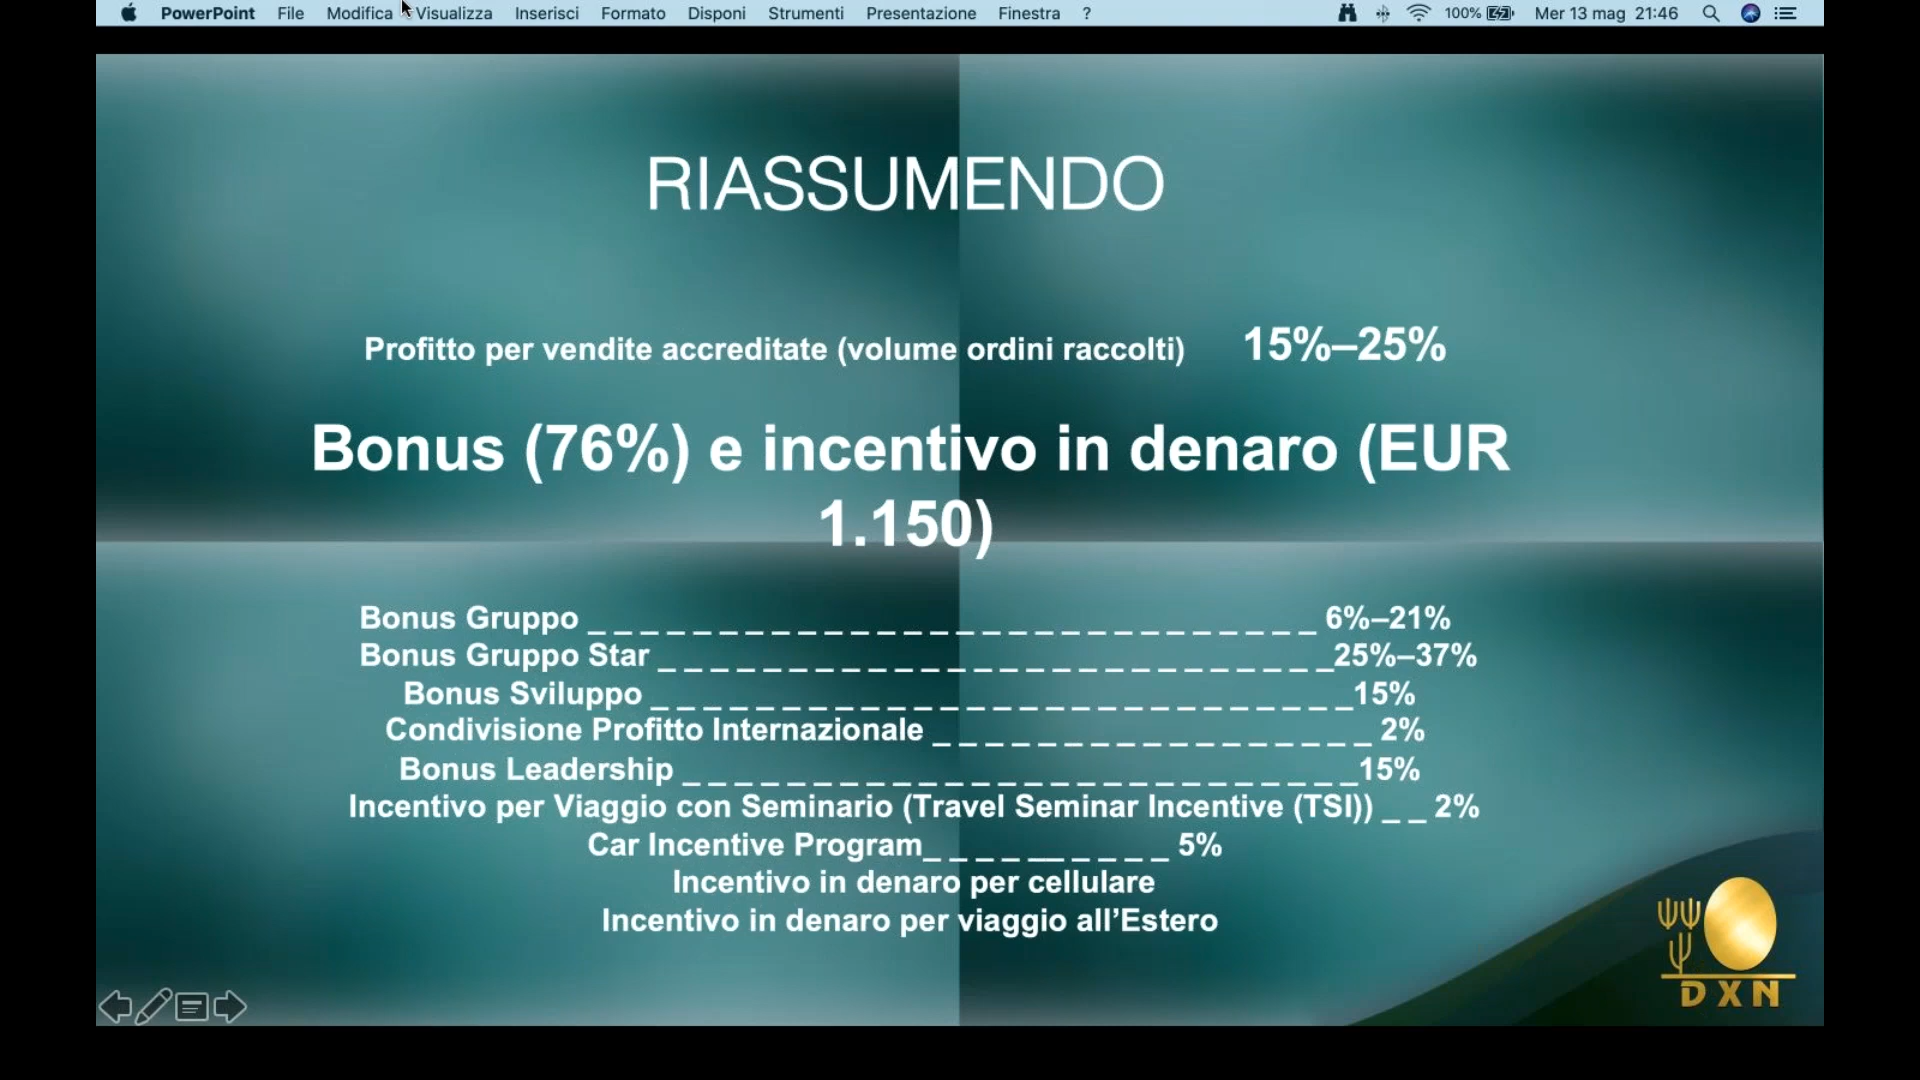 PowerPoint File Modifica Visualizza Inserisci Formato Disponi Strumenti Presentazione Finestra ? 100% Mer 13 mag 21:46
RIASSUMENDO
Profitto per vendite accreditate (volume ordini raccolti) 15%–25%
Bonus (76%) e incentivo in denaro (EUR
1.150)
Bonus Gruppo _ _ _ _ _ _ _ _ _ _ _ _ _ _ _ _ _ _ _ _ _ _ _ _ _ _ _ _ 6%–21%
Bonus Gruppo Star _ _ _ _ _ _ _ _ _ _ _ _ _ _ _ _ _ _ _ _ _ _ _ _ _ _25%–37%
Bonus Sviluppo _ _ _ _ _ _ _ _ _ _ _ _ _ _ _ _ _ _ _ _ _ _ _ _ _ _ _15%
Condivisione Profitto Internazionale _ _ _ _ _ _ _ _ _ _ _ _ _ _ _ _ _ 2%
Bonus Leadership _ _ _ _ _ _ _ _ _ _ _ _ _ _ _ _ _ _ _ _ _ _ _ _ _ _15%
Incentivo per Viaggio con Seminario (Travel Seminar Incentive (TSI)) _ _ 2%
Car Incentive Program_ _ _ _ __ _ _ _ _ 5%
Incentivo in denaro per cellulare
Incentivo in denaro per viaggio all’Estero
DXN